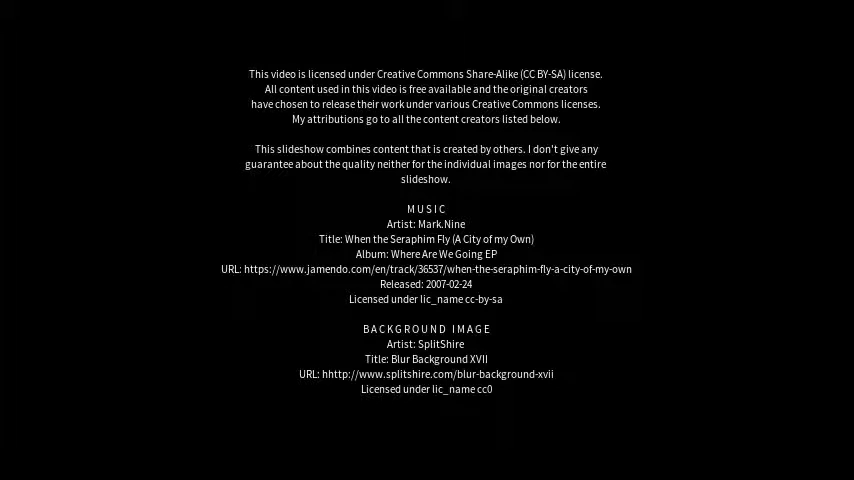 This video is licensed under Creative Commons Share-Alike (CC BY-SA) license.
All content used in this video is free available and the original creators
have chosen to release their work under various Creative Commons licenses.
My attributions go to all the content creators listed below.
This slideshow combines content that is created by others. I don't give any
guarantee about the quality neither for the individual images nor for the entire
slideshow.
MUSIC
Artist: Mark.Nine
Title: When the Seraphim Fly (A City of my Own)
Album: Where Are We Going EP
URL: https://www.jamendo.com/en/track/36537/when-the-seraphim-fly-a-city-of-my-own
Released: 2007-02-24
Licensed under lic_name cc-by-sa
BACKGROUND IMAGE
Artist: SplitShire
Title: Blur Background XVII
URL: hhttp://www.splitshire.com/blur-background-xvii
Licensed under lic_name cc0